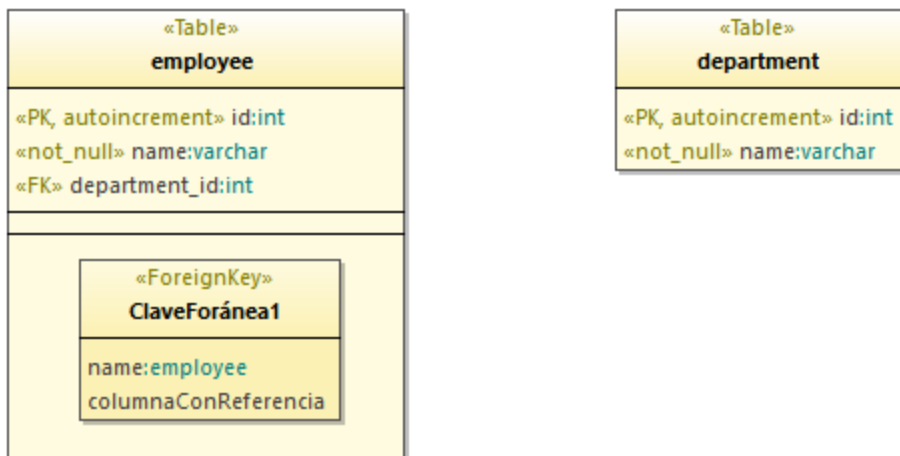 «Table»
employee
«PK, autoincrement» id:int
«not_null» name:varchar
«FK» department_id:int
«ForeignKey»
ClaveForánea1
name:employee
columnaConReferencia
«Table»
department
«PK, autoincrement» id:int
«not_null» name:varchar